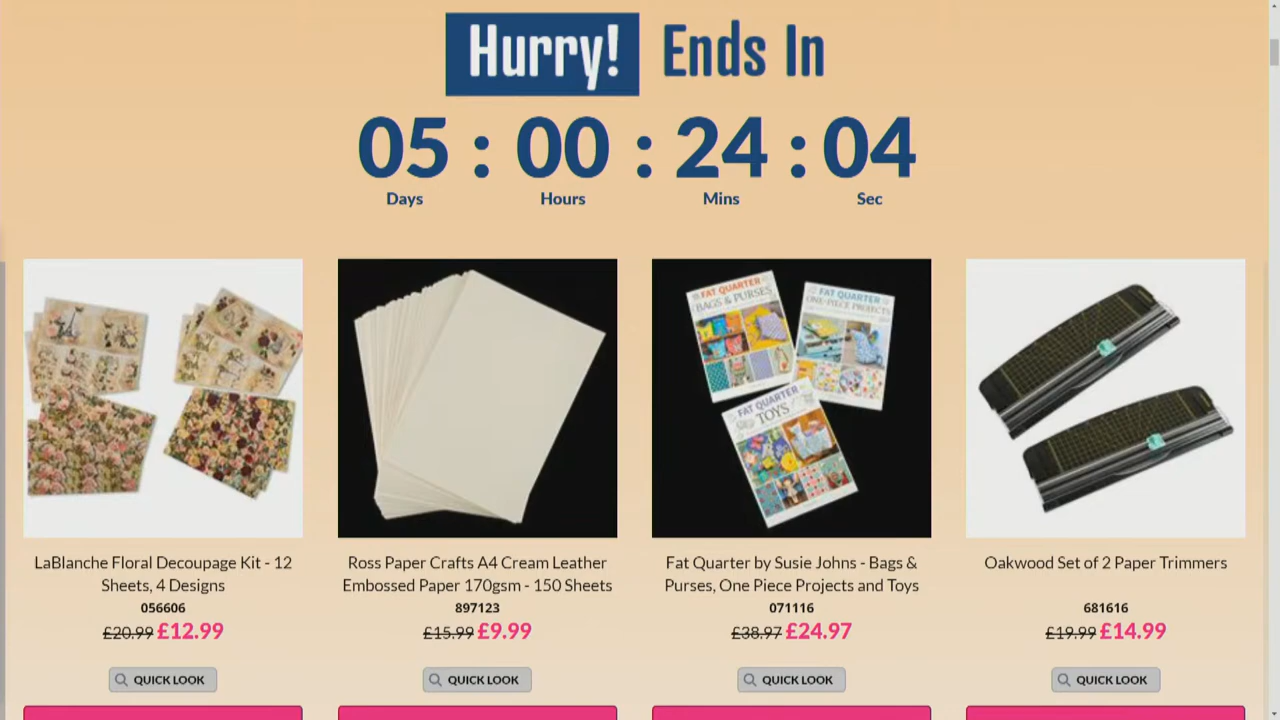 Hurry! Ends In
05 : 00 : 24 : 04
Days Hours Mins Sec
FAT QUARTER
BAGS & PURSES
FAT QUARTER
ONE-PIECE PROJECTS
FAT QUARTER
TOYS
LaBlanche Floral Decoupage Kit - 12
Sheets, 4 Designs
056606
£20.99 £12.99
QUICK LOOK
Ross Paper Crafts A4 Cream Leather
Embossed Paper 170gsm - 150 Sheets
897123
£15.99 £9.99
QUICK LOOK
Fat Quarter by Susie Johns - Bags &
Purses, One Piece Projects and Toys
071116
£38.97 £24.97
QUICK LOOK
Oakwood Set of 2 Paper Trimmers
681616
£19.99 £14.99
QUICK LOOK